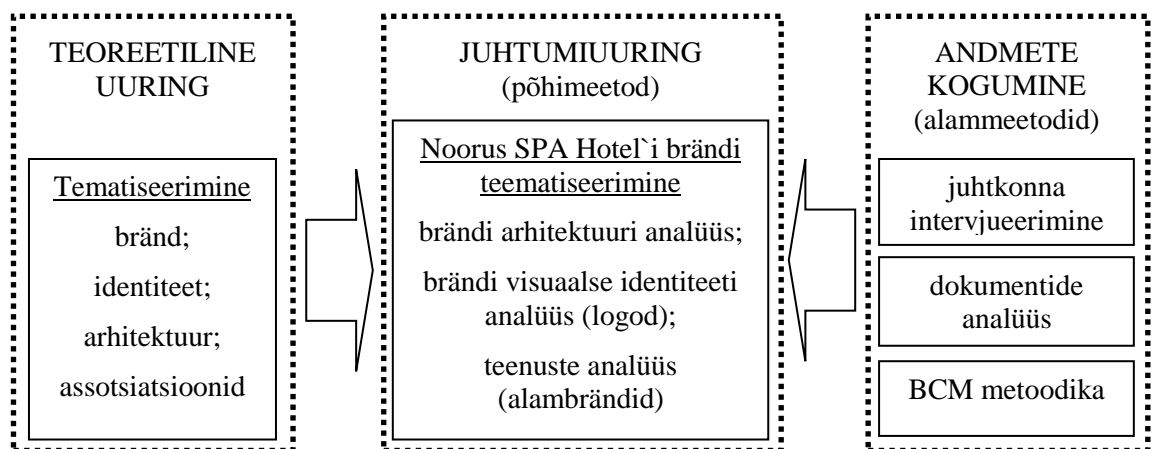 TEOREETILINE
UURING
Tematiseerimine
bränd;
identiteet;
arhitektuur;
assotsiatsioonid
JUHTUMIUURING
(põhimeetod)
Noorus SPA Hotel`i brändi
teematiseerimine
brändi arhitektuuri analüüs;
brändi visuaalse identiteeti
analüüs (logod);
teenuste analüüs
(alambrändid)
ANDMETE
KOGUMINE
(alammeetodid)
juhtkonna
intervjueerimine
dokumentide
analüüs
BCM metoodika